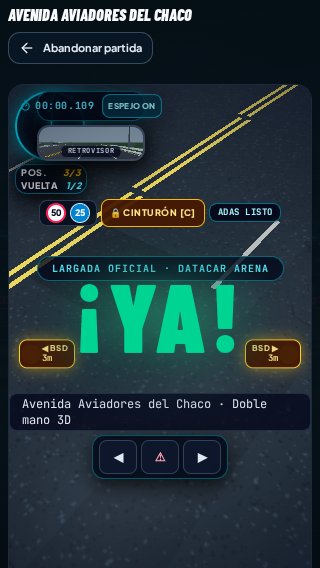 AVENIDA AVIADORES DEL CHACO
← Abandonar partida
00:00.109 ESPEJO ON
RETROVISOR
POS. 3/3
VUELTA 1/2
50 25 🔒 CINTURÓN [C] ADAS LISTO
LARGADA OFICIAL · DATACAR ARENA
¡YA!
◀ BSD
3m
BSD ▶
3m
Avenida Aviadores del Chaco · Doble
mano 3D
◀ ⚠ ▶